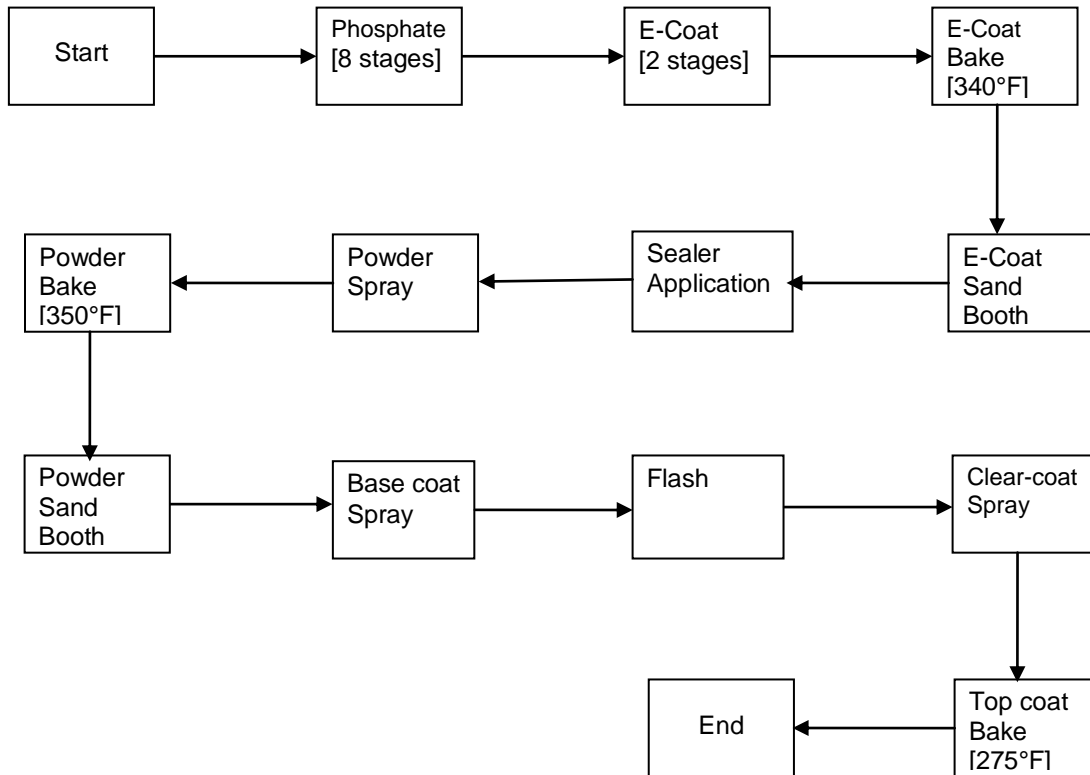 Start
Phosphate
[8 stages]
E-Coat
[2 stages]
E-Coat
Bake
[340°F]
E-Coat
Sand
Booth
Sealer
Application
Powder
Spray
Powder
Bake
[350°F]
Powder
Sand
Booth
Base coat
Spray
Flash
Clear-coat
Spray
Top coat
Bake
[275°F]
End